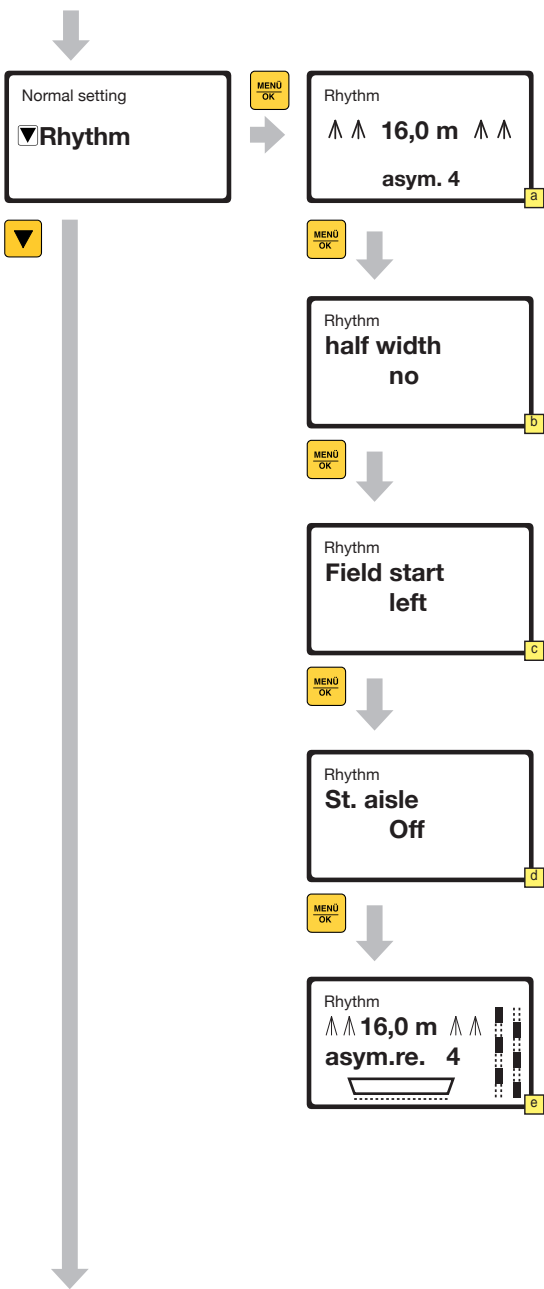 Normal setting
▼Rhythm
MENÜ
OK
Rhythm
16,0 m
asym. 4
a
▼
MENÜ
OK
Rhythm
half width
no
b
MENÜ
OK
Rhythm
Field start
left
c
MENÜ
OK
Rhythm
St. aisle
Off
d
MENÜ
OK
Rhythm
16,0 m
asym.re. 4
e